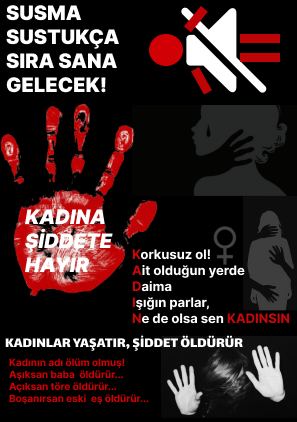 SUSMA
SUSTUKÇA
SIRA SANA
GELECEK!
KADINA
ŞİDDETE
HAYIR
Korkusuz ol!
Ait olduğun yerde
Daima
Işığın parlar,
Ne de olsa sen KADINSIN
KADINLAR YAŞATIR, ŞİDDET ÖLDÜRÜR
Kadının adı ölüm olmuş!
Aşıksan baba öldürür...
Açıksan töre öldürür...
Boşanırsan eski eş öldürür...